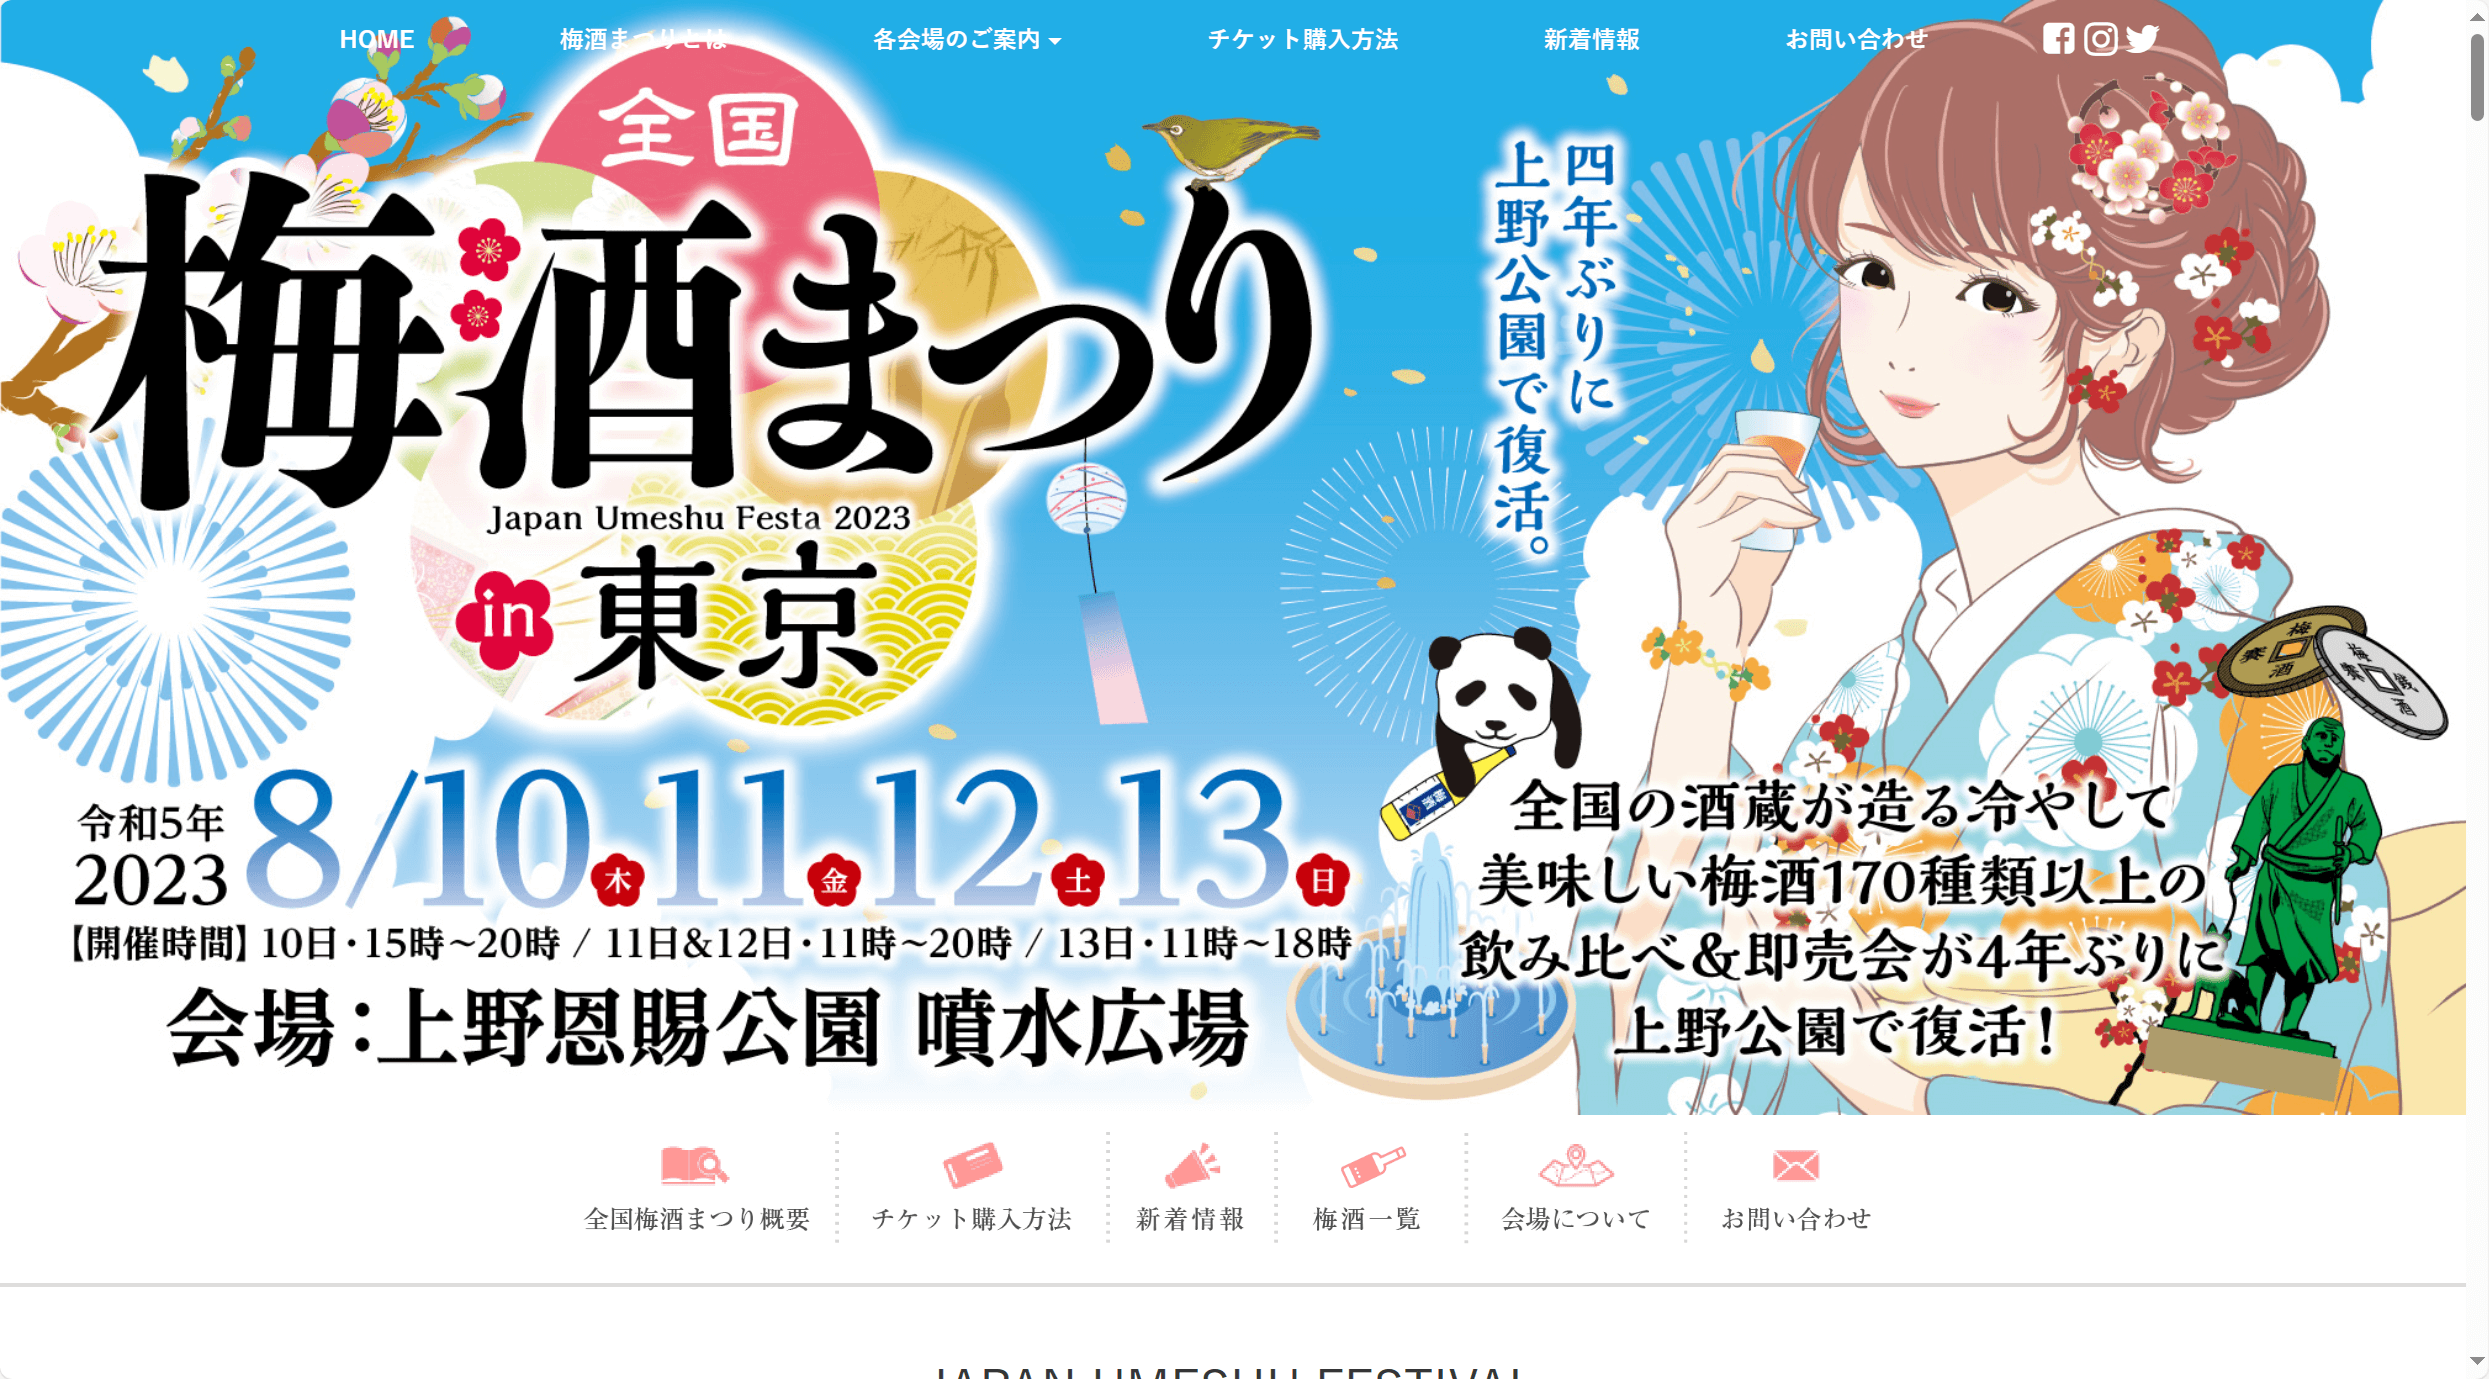 HOME
梅酒まつりとは
各会場のご案内
チケット購入方法
新着情報
お問い合わせ
全国
梅酒まつり
Japan Umeshu Festa 2023
in 東京
四年ぶりに
上野公園で復活。
令和5年
2023
8/10木 11金 12土 13日
【開催時間】10日・15時~20時 / 11日&12日・11時~20時 / 13日・11時~18時
会場:上野恩賜公園 噴水広場
梅酒
全国の酒蔵が造る冷やして
美味しい梅酒170種類以上の
飲み比べ&即売会が4年ぶりに
上野公園で復活!
全国梅酒まつり概要
チケット購入方法
新着情報
梅酒一覧
会場について
お問い合わせ
JAPAN UMESHU FESTIVAL